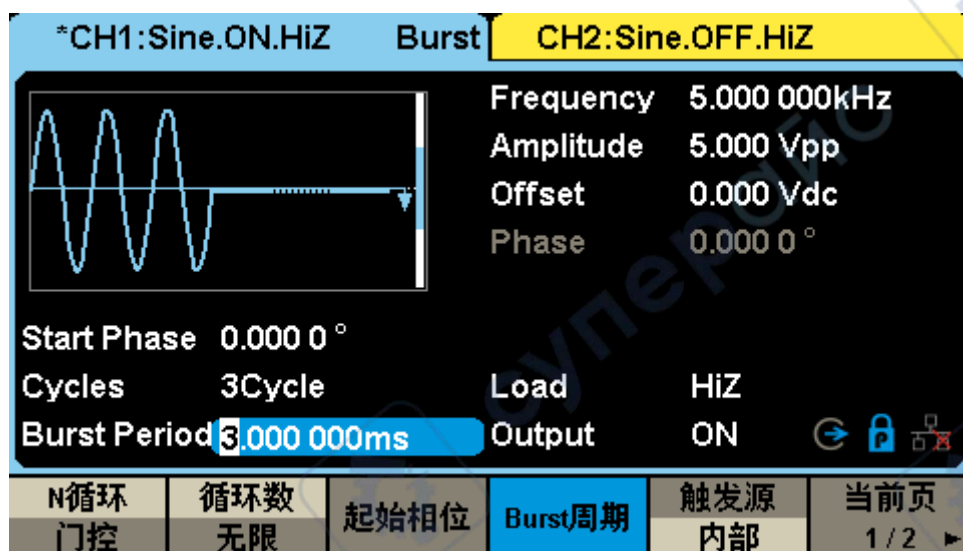 *CH1:Sine.ON.HiZ Burst CH2:Sine.OFF.HiZ
Frequency 5.000 000kHz
Amplitude 5.000 Vpp
Offset 0.000 Vdc
Phase 0.000 0 °
Start Phase 0.000 0 °
Cycles 3Cycle Load HiZ
Burst Period 3.000 000ms Output ON
N循环 循环数 起始相位 Burst周期 触发源 当前页
门控 无限 内部 1 / 2
суперайс